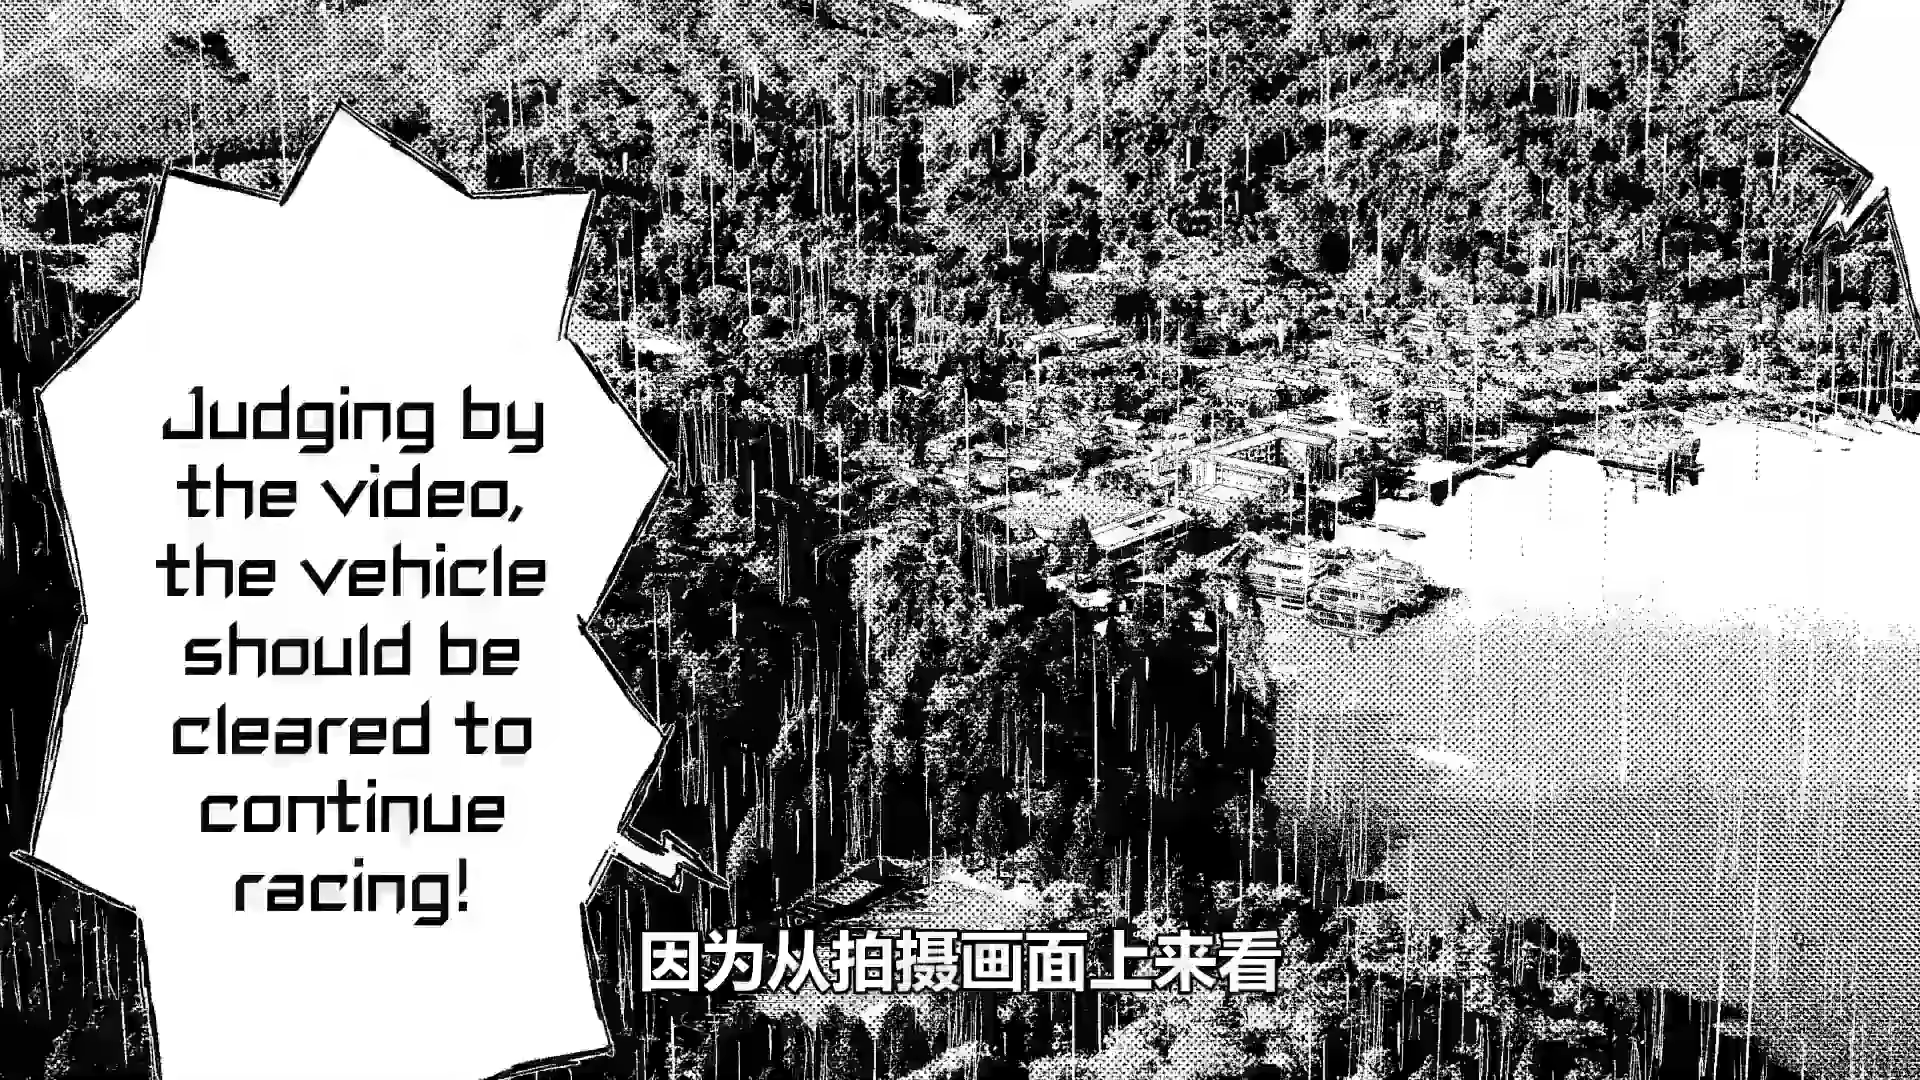 Judging by
the video,
the vehicle
should be
cleared to
continue
racing!
因为从拍摄画面上来看